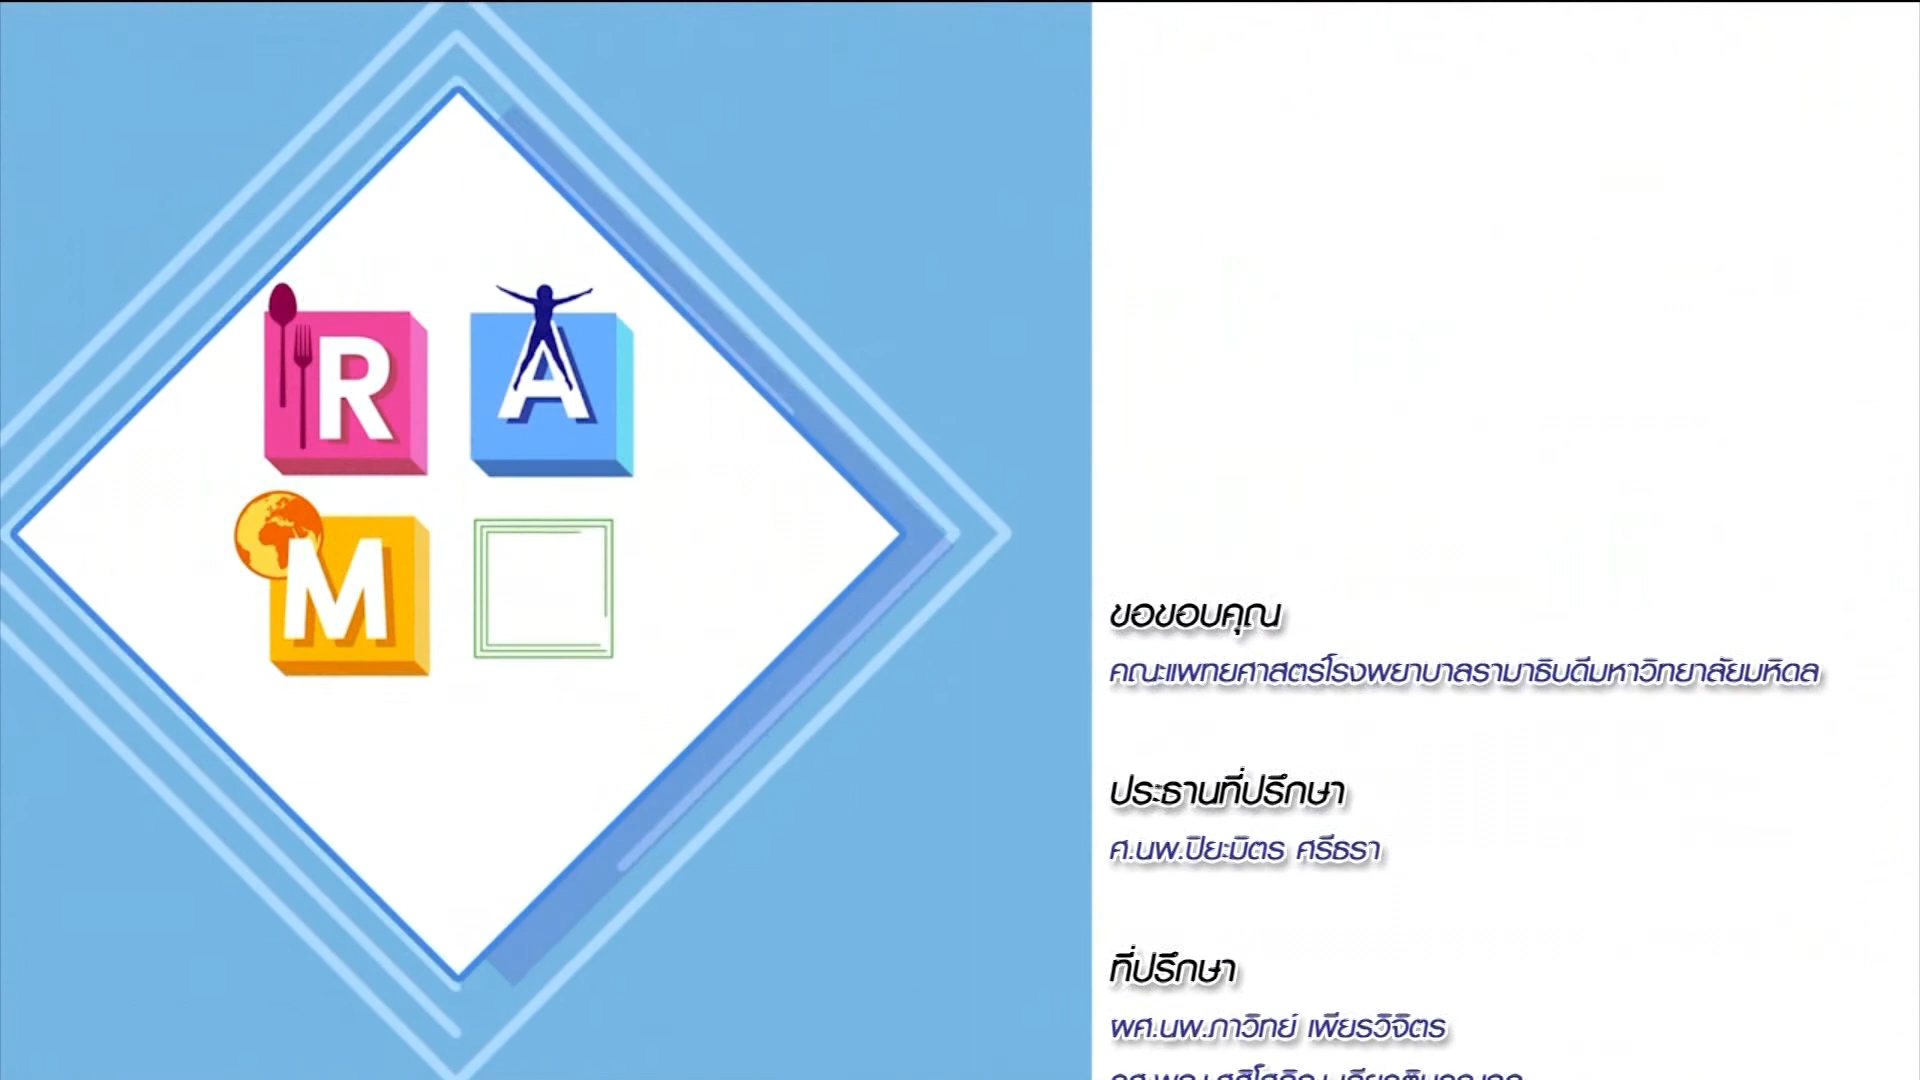 R A
M
ขอขอบคุณ
คณะแพทยศาสตร์โรงพยาบาลรามาธิบดีมหาวิทยาลัยมหิดล
ประธานที่ปรึกษา
ศ.นพ.ปิยะมิตร ศรีธรา
ที่ปรึกษา
ผศ.นพ.ภาวิทย์ เพียรวิจิตร